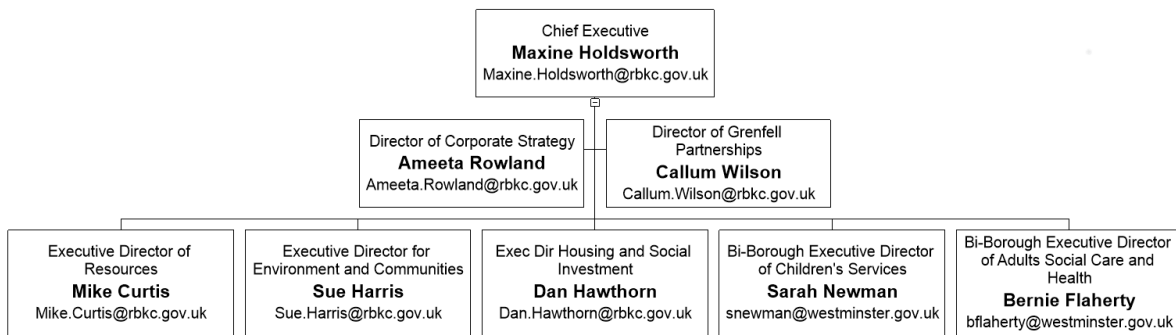 Chief Executive
Maxine Holdsworth
Maxine.Holdsworth@rbkc.gov.uk
Director of Corporate Strategy
Ameeta Rowland
Ameeta.Rowland@rbkc.gov.uk
Director of Grenfell
Partnerships
Callum Wilson
Callum.Wilson@rbkc.gov.uk
Executive Director of
Resources
Mike Curtis
Mike.Curtis@rbkc.gov.uk
Executive Director for
Environment and Communities
Sue Harris
Sue.Harris@rbkc.gov.uk
Exec Dir Housing and Social
Investment
Dan Hawthorn
Dan.Hawthorn@rbkc.gov.uk
Bi-Borough Executive Director
of Children's Services
Sarah Newman
snewman@westminster.gov.uk
Bi-Borough Executive Director
of Adults Social Care and
Health
Bernie Flaherty
bflaherty@westminster.gov.uk